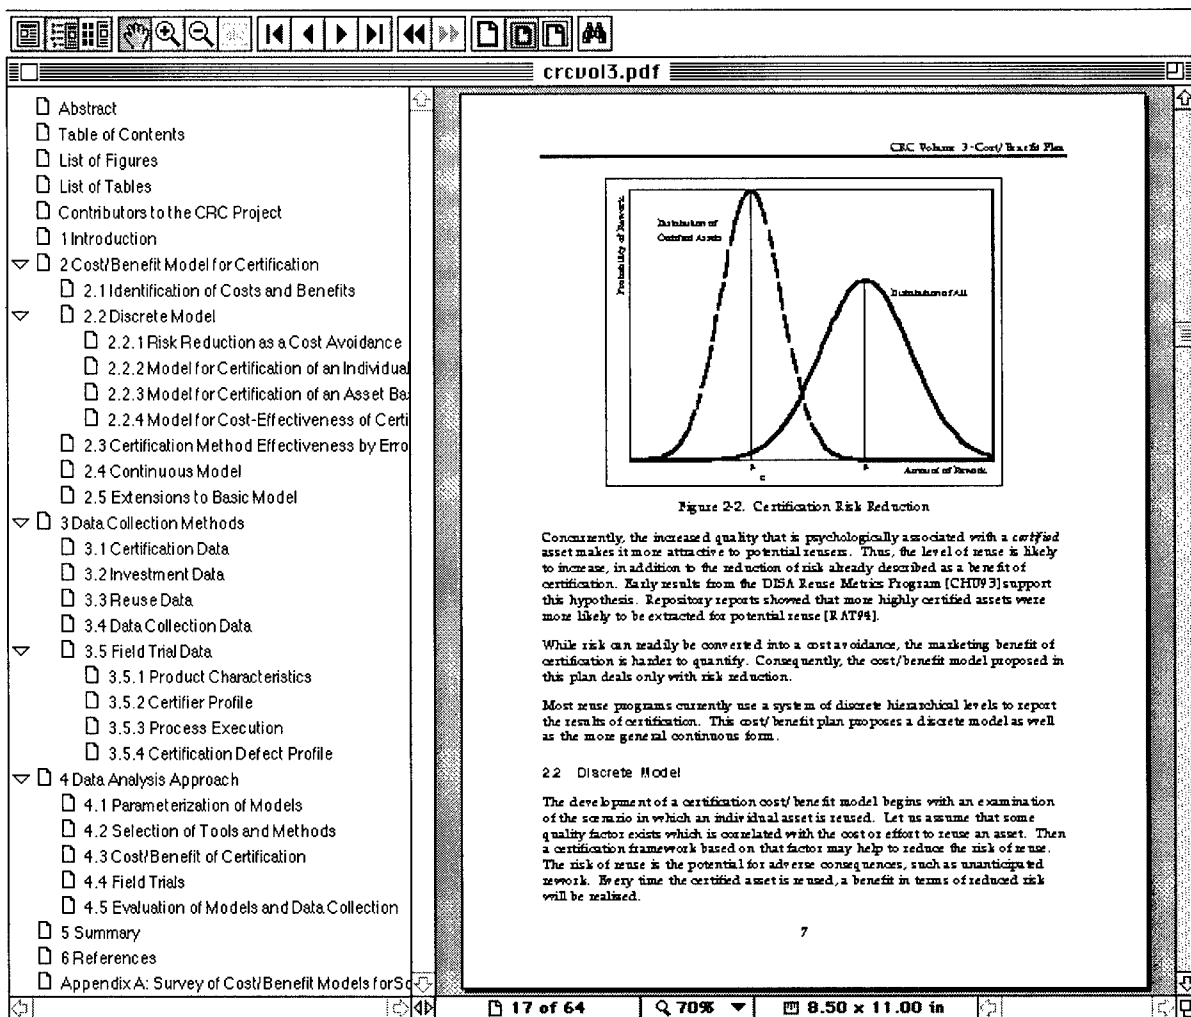 crcvol3.pdf
Abstract
Table of Contents
List of Figures
List of Tables
Contributors to the CRC Project
1 Introduction
2 Cost/Benefit Model for Certification
2.1 Identification of Costs and Benefits
2.2 Discrete Model
2.2.1 Risk Reduction as a Cost Avoidance
2.2.2 Model for Certification of an Individual
2.2.3 Model for Certification of an Asset Ba
2.2.4 Model for Cost-Effectiveness of Certi
2.3 Certification Method Effectiveness by Erro
2.4 Continuous Model
2.5 Extensions to Basic Model
3 Data Collection Methods
3.1 Certification Data
3.2 Investment Data
3.3 Reuse Data
3.4 Data Collection Data
3.5 Field Trial Data
3.5.1 Product Characteristics
3.5.2 Certifier Profile
3.5.3 Process Execution
3.5.4 Certification Defect Profile
4 Data Analysis Approach
4.1 Parameterization of Models
4.2 Selection of Tools and Methods
4.3 Cost/Benefit of Certification
4.4 Field Trials
4.5 Evaluation of Models and Data Collection
5 Summary
6 References
Appendix A: Survey of Cost/Benefit Models for So
CRC Volume 3-Cost/Benefit Plan
Probability of Rework
Distribution of
Certified Assets
Distribution of All
Amount of Rework
Figure 2-2. Certification Risk Reduction
Concurrently, the increased quality that is psychologically associated with a certified
asset makes it more attractive to potential reusers. Thus, the level of reuse is likely
to increase, in addition to the reduction of risk already described as a benefit of
certification. Early results from the DISA Reuse Metrics Program [CHU93] support
this hypothesis. Repository reports showed that more highly certified assets were
more likely to be extracted for potential reuse [RAT94].
While risk can readily be converted into a cost avoidance, the marketing benefit of
certification is harder to quantify. Consequently, the cost/benefit model proposed in
this plan deals only with risk reduction.
Most reuse programs currently use a system of discrete hierarchical levels to report
the results of certification. This cost/benefit plan proposes a discrete model as well
as the more general continuous form.
2.2 Discrete Model
The development of a certification cost/benefit model begins with an examination
of the scenario in which an individual asset is reused. Let us assume that some
quality factor exists which is correlated with the cost or effort to reuse an asset. Then
a certification framework based on that factor may help to reduce the risk of reuse.
The risk of reuse is the potential for adverse consequences, such as unanticipated
rework. Every time the certified asset is reused, a benefit in terms of reduced risk
will be realized.
7
17 of 64
70%
8.50 x 11.00 in